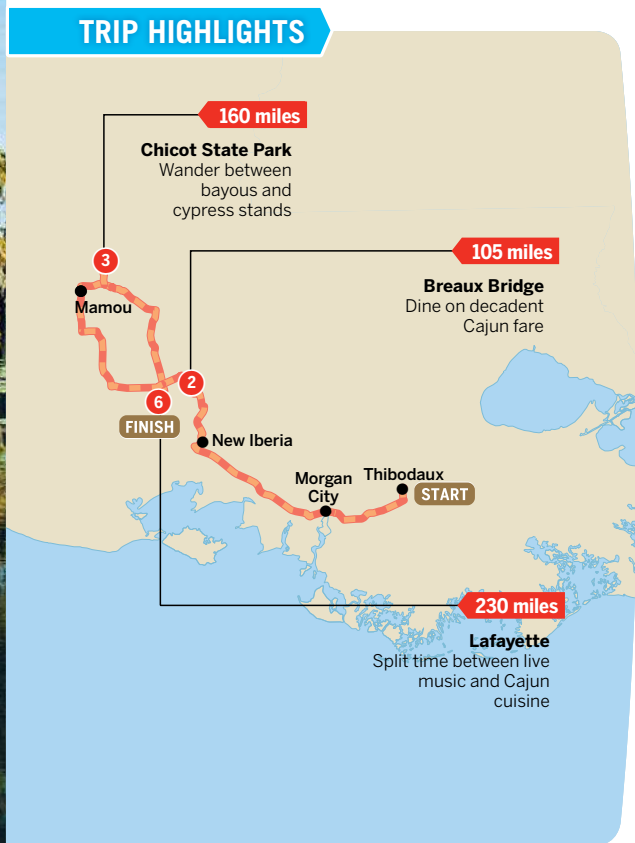 TRIP HIGHLIGHTS
160 miles
Chicot State Park
Wander between
bayous and
cypress stands
3
105 miles
Mamou
Breaux Bridge
Dine on decadent
Cajun fare
2
6
FINISH
New Iberia
Morgan
City
Thibodaux
START
230 miles
Lafayette
Split time between live
music and Cajun
cuisine